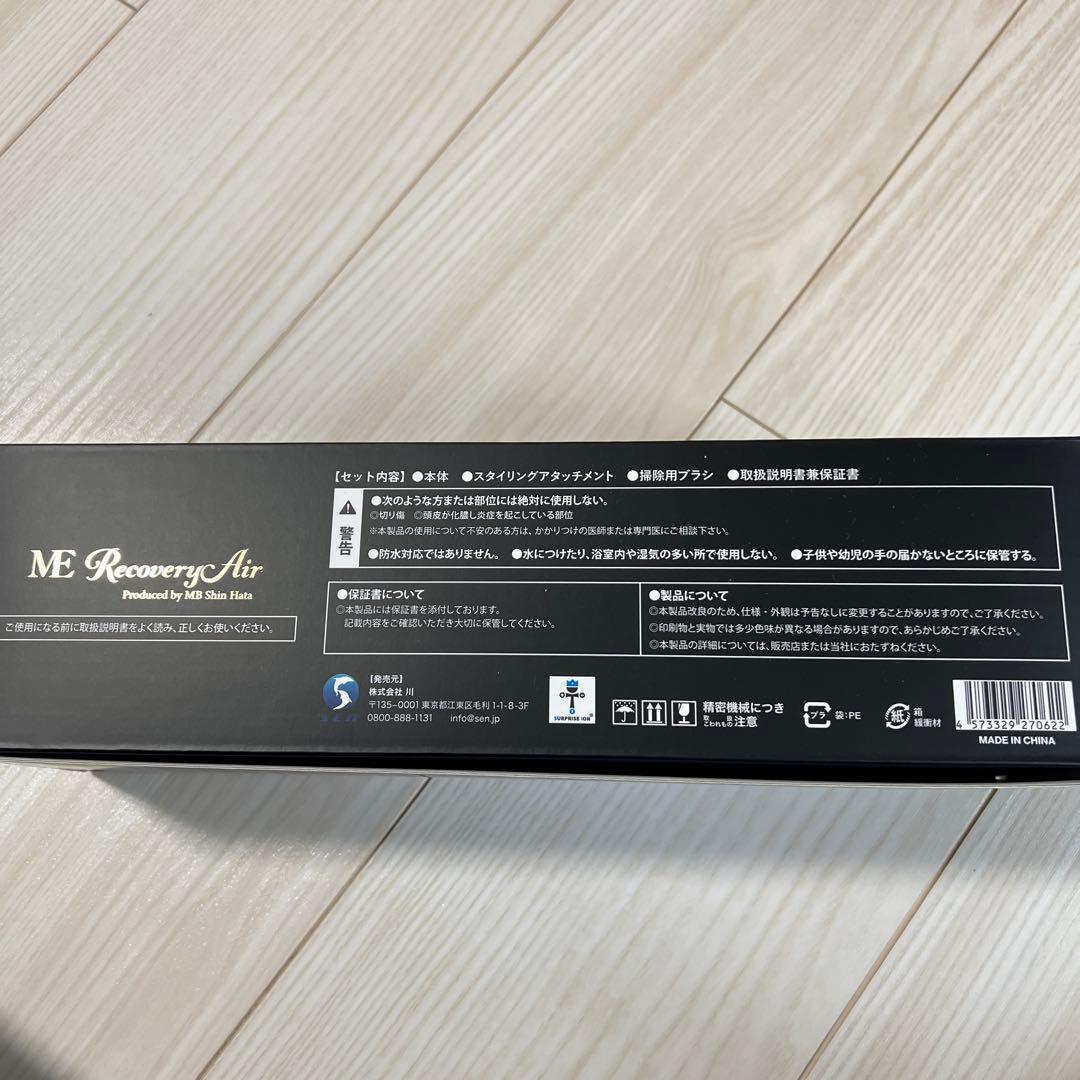 ME Recovery Air
Produced by MB Shin Hata
ご使用になる前に取扱説明書をよく読み、正しくお使いください。
【セット内容】●本体 ●スタイリングアタッチメント ●掃除用ブラシ ●取扱説明書兼保証書
警告
●次のような方または部位には絶対に使用しない。
◎切り傷 ◎頭皮が化膿し炎症を起こしている部位
※本製品の使用について不安のある方は、かかりつけの医師または専門医にご相談下さい。
●防水対応ではありません。 ●水につけたり、浴室内や湿気の多い所で使用しない。 ●子供や幼児の手の届かないところに保管する。
●保証書について
◎本製品には保証書を添付しております。
記載内容をご確認いただき大切に保管してください。
●製品について
◎本製品改良のため、仕様・外観は予告なしに変更することがありますので、ご了承ください。
◎印刷物と実物では多少色味が異なる場合がありますので、あらかじめご了承ください。
◎本製品の詳細については、販売店または当社におたずねください。
SEN
【発売元】
株式会社 川
〒135-0001 東京都江東区毛利 1-1-8-3F
0800-888-1131 info@sen.jp
SURPRISE ION
精密機械につき
取扱注意
こわれもの
プラ
袋:PE
紙
箱
緩衝材
4 573329 270622
MADE IN CHINA